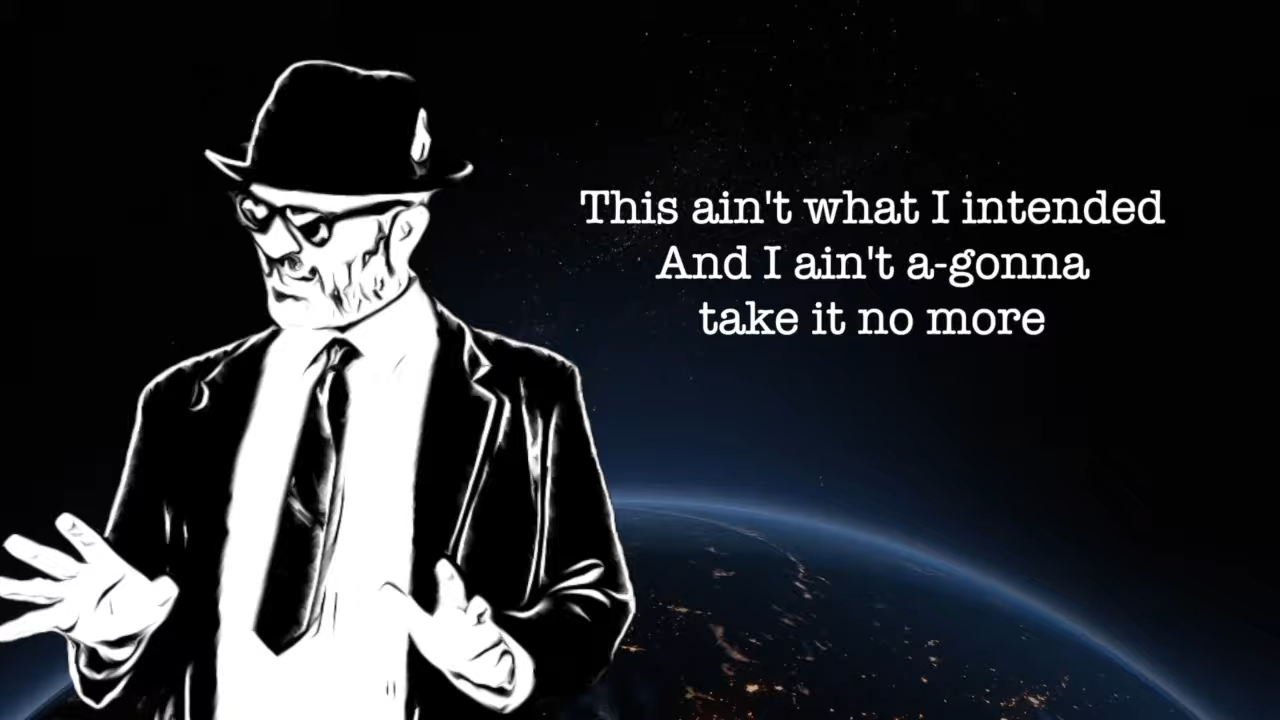 This ain't what I intended
And I ain't a-gonna
take it no more